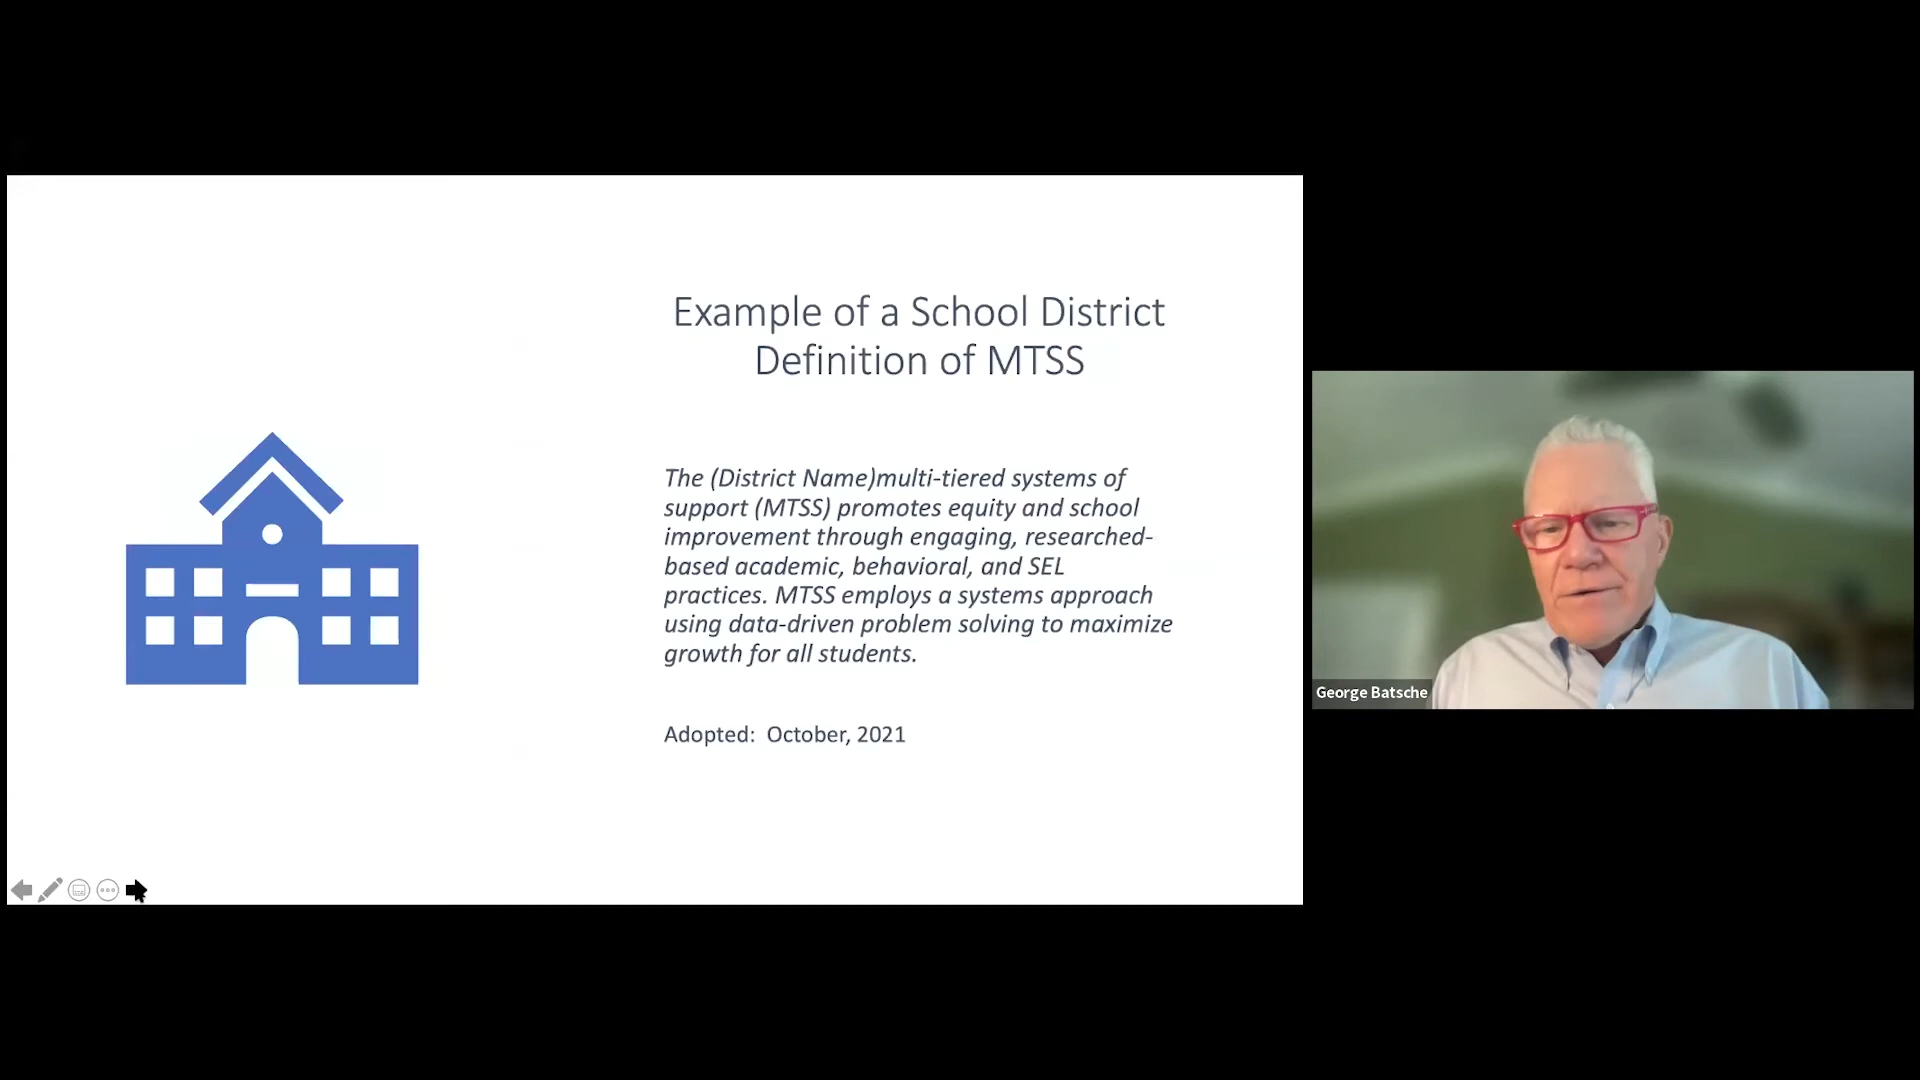 Example of a School District
Definition of MTSS
The (District Name)multi-tiered systems of
support (MTSS) promotes equity and school
improvement through engaging, researched-
based academic, behavioral, and SEL
practices. MTSS employs a systems approach
using data-driven problem solving to maximize
growth for all students.
Adopted:  October, 2021
George Batsche